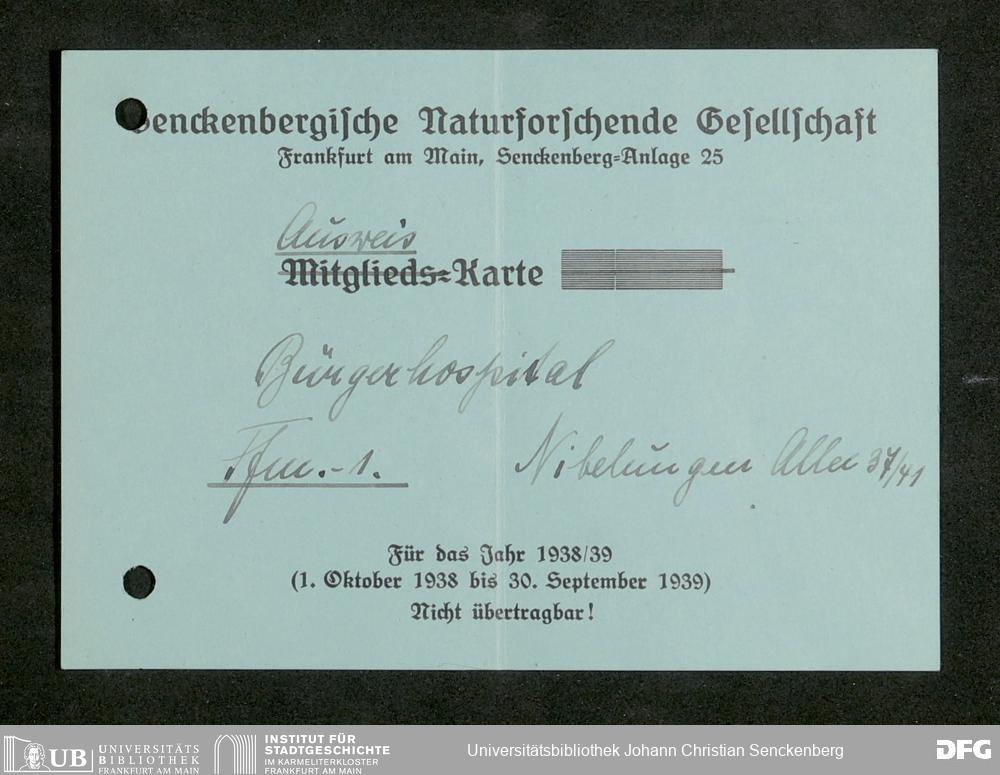 Senckenbergische Naturforschende Gesellschaft
Frankfurt am Main, Senckenberg-Anlage 25
Ausweis
Mitglieds-Karte
Bürgerhospital
Ffm.-1. Nibelungen Allee 37/41
Für das Jahr 1938/39
(1. Oktober 1938 bis 30. September 1939)
Nicht übertragbar!
UB UNIVERSITÄTS
BIBLIOTHEK
FRANKFURT AM MAIN
INSTITUT FÜR
STADTGESCHICHTE
IM KARMELITERKLOSTER
FRANKFURT AM MAIN
Universitätsbibliothek Johann Christian Senckenberg
DFG